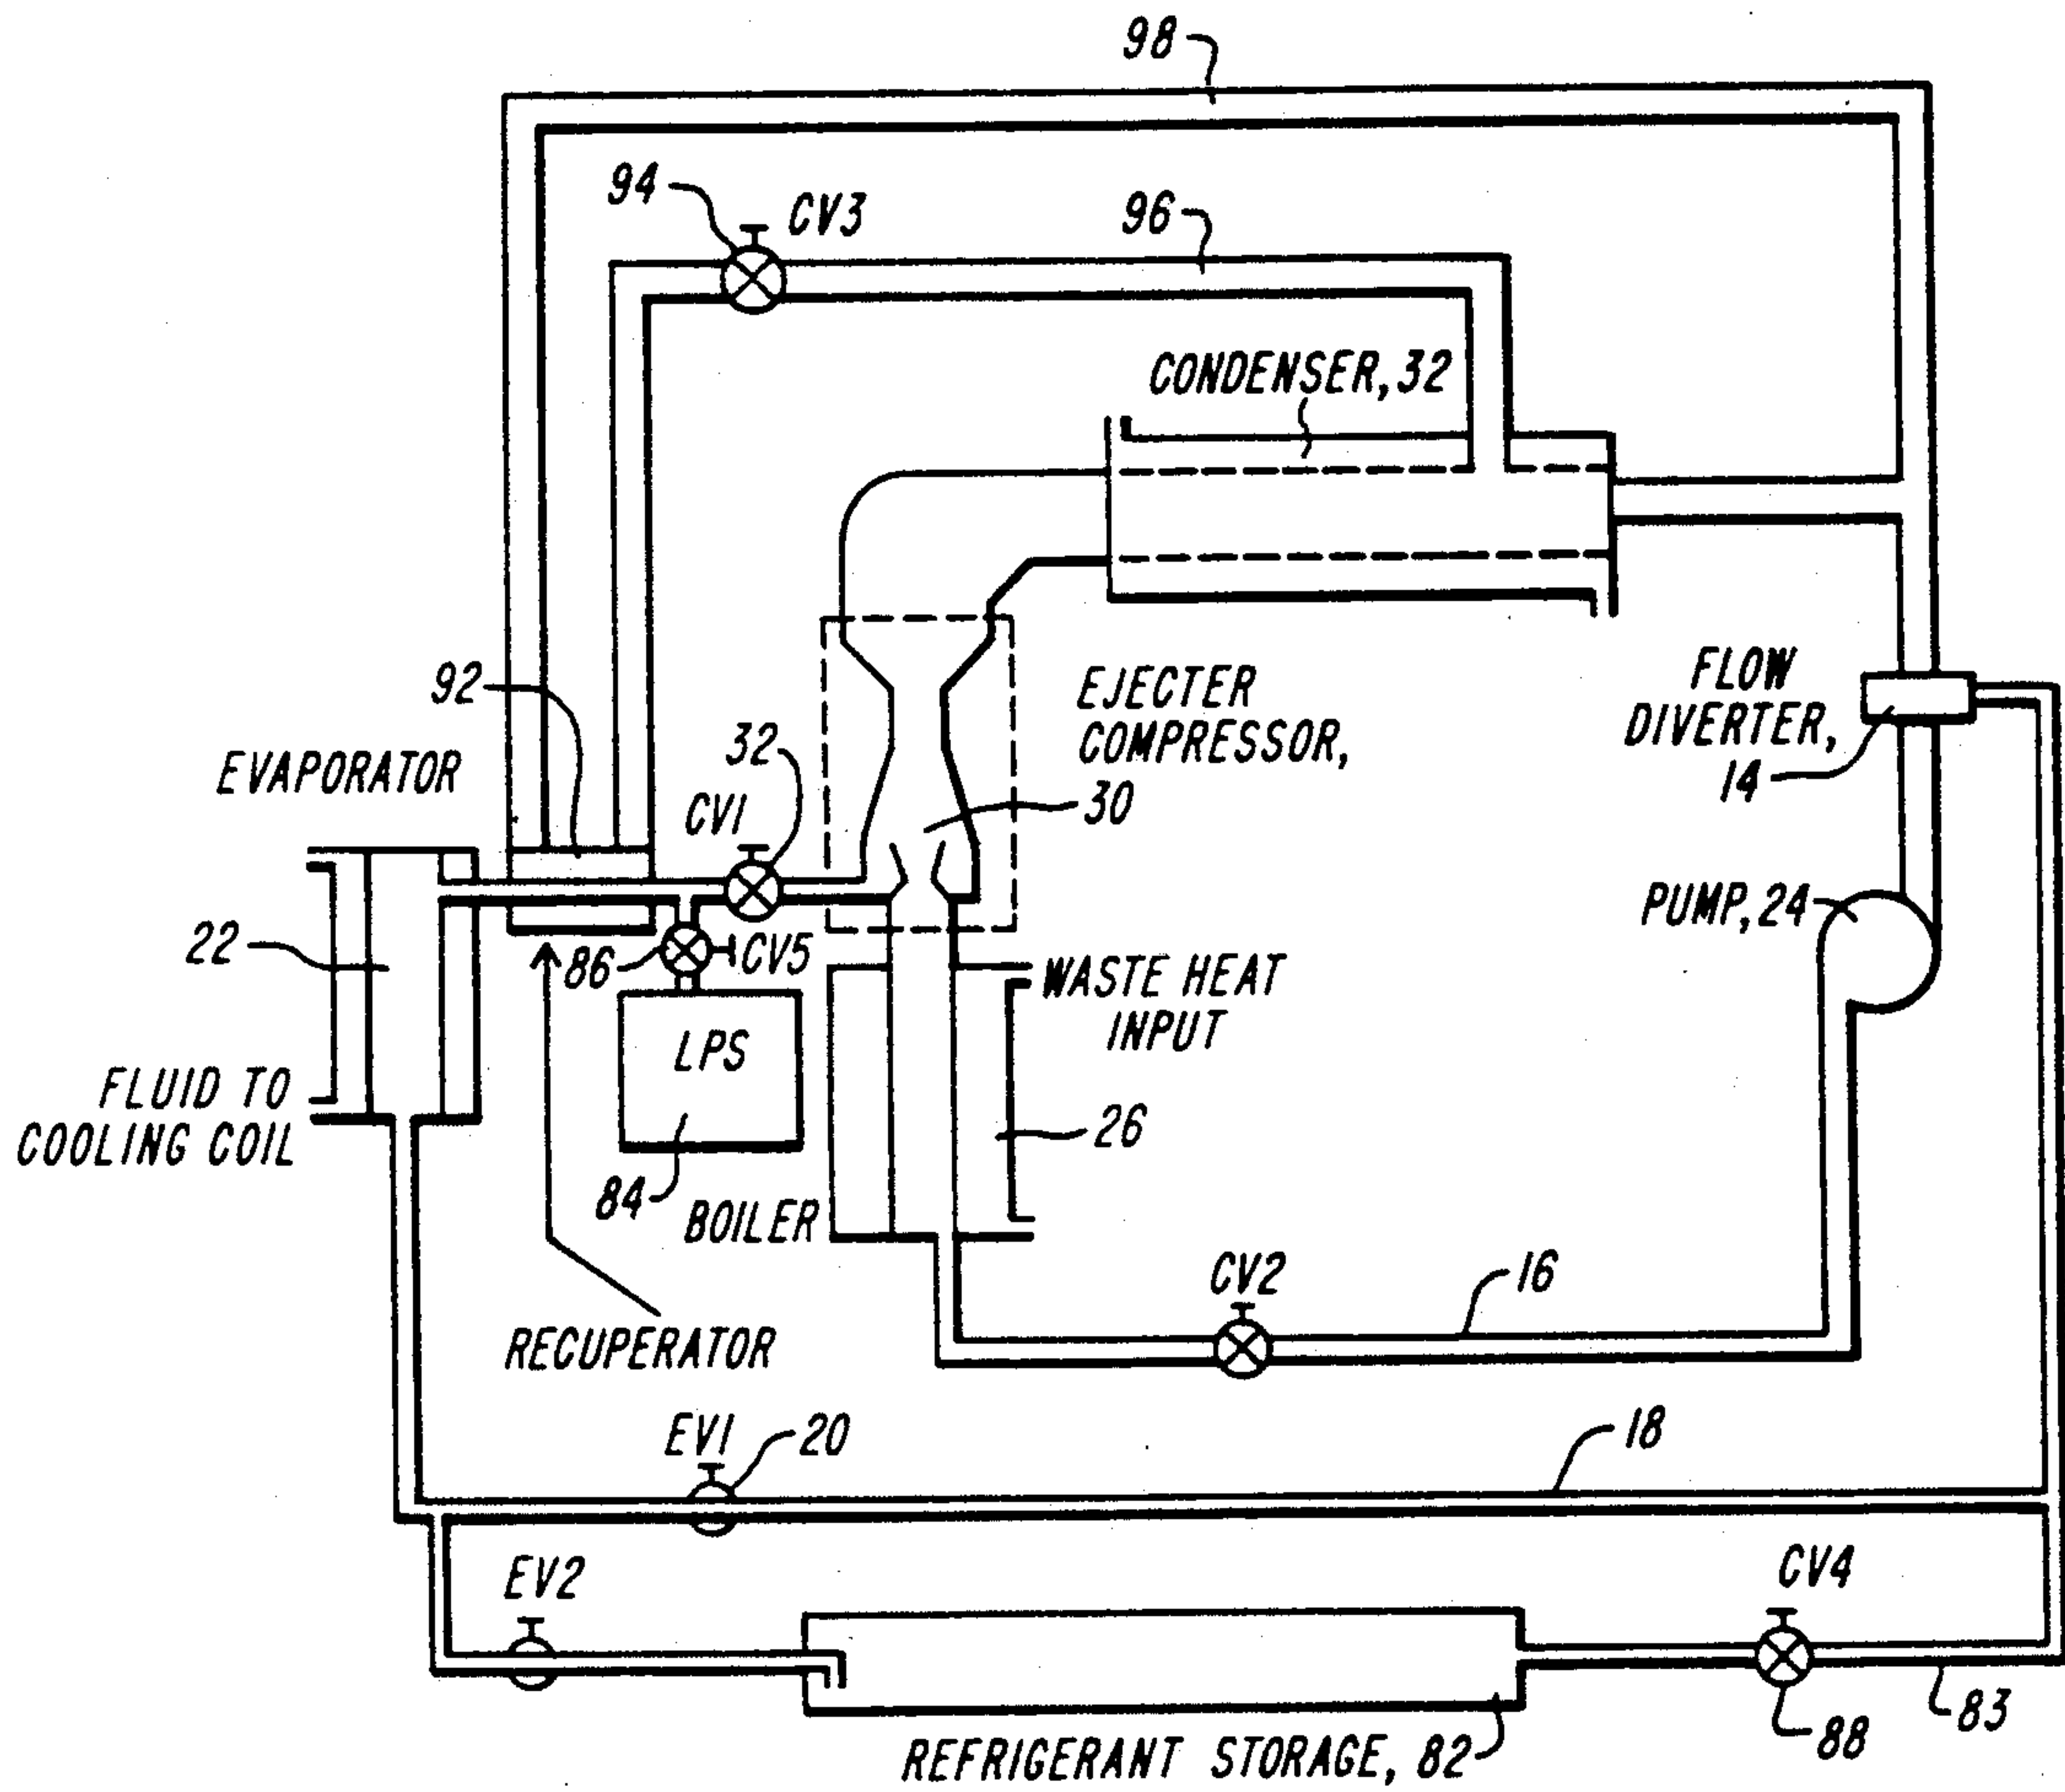 98
94
CV3
96
CONDENSER, 32
92
EJECTER
COMPRESSOR,
30
FLOW
DIVERTER,
14
32
EVAPORATOR
CV1
PUMP, 24
22
86
CV5
WASTE HEAT
INPUT
LPS
FLUID TO
COOLING COIL
26
84
BOILER
CV2
16
RECUPERATOR
EV1
20
18
EV2
CV4
83
88
REFRIGERANT STORAGE, 82